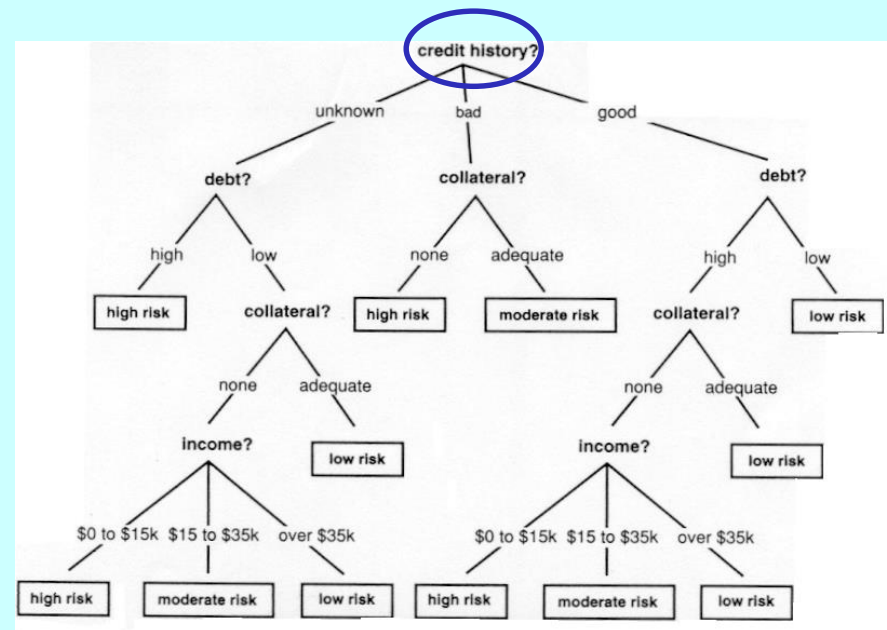 credit history?
unknown bad good
debt? collateral? debt?
high low none adequate high low
high risk collateral? high risk moderate risk collateral? low risk
none adequate none adequate
income? low risk income? low risk
$0 to $15k $15 to $35k over $35k $0 to $15k $15 to $35k over $35k
high risk moderate risk low risk high risk moderate risk low risk